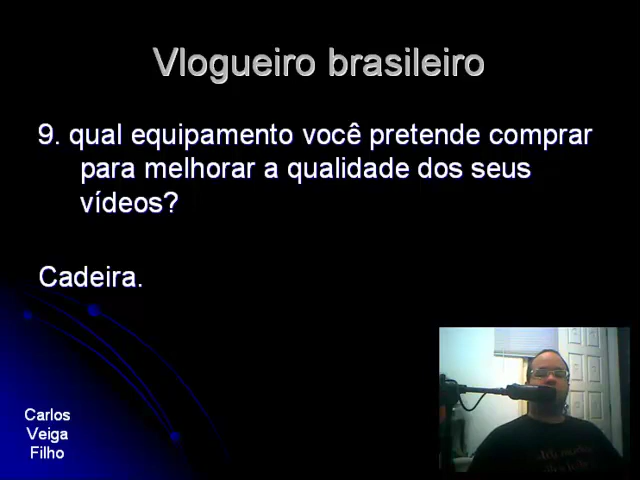 Vlogueiro brasileiro
9. qual equipamento você pretende comprar
para melhorar a qualidade dos seus
vídeos?
Cadeira.
Carlos
Veiga
Filho